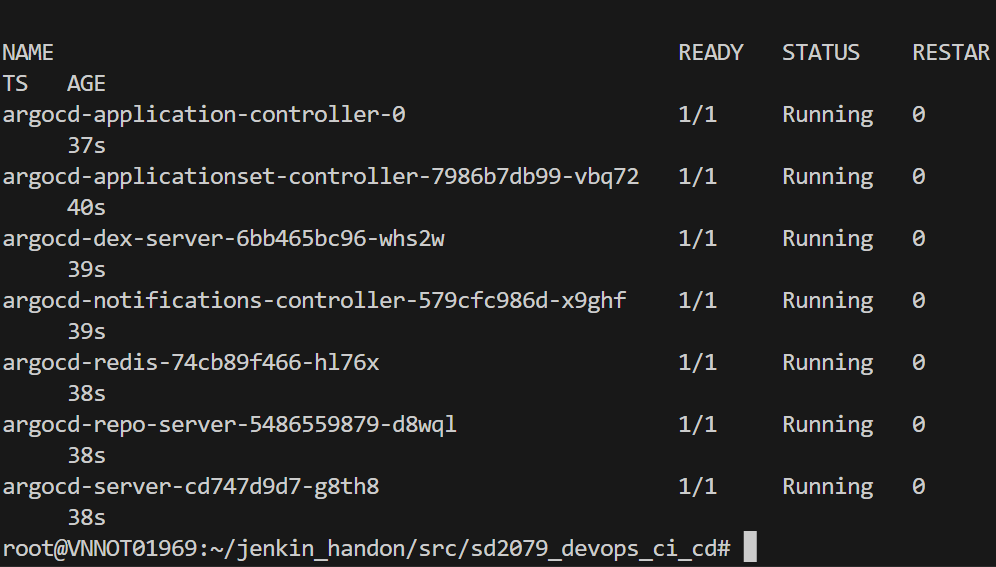 NAME                                                READY   STATUS    RESTAR
TS   AGE
argocd-application-controller-0                     1/1     Running   0
     37s
argocd-applicationset-controller-7986b7db99-vbq72   1/1     Running   0
     40s
argocd-dex-server-6bb465bc96-whs2w                  1/1     Running   0
     39s
argocd-notifications-controller-579cfc986d-x9ghf    1/1     Running   0
     39s
argocd-redis-74cb89f466-hl76x                       1/1     Running   0
     38s
argocd-repo-server-5486559879-d8wql                 1/1     Running   0
     38s
argocd-server-cd747d9d7-g8th8                       1/1     Running   0
     38s
root@VNNOT01969:~/jenkin_handon/src/sd2079_devops_ci_cd#